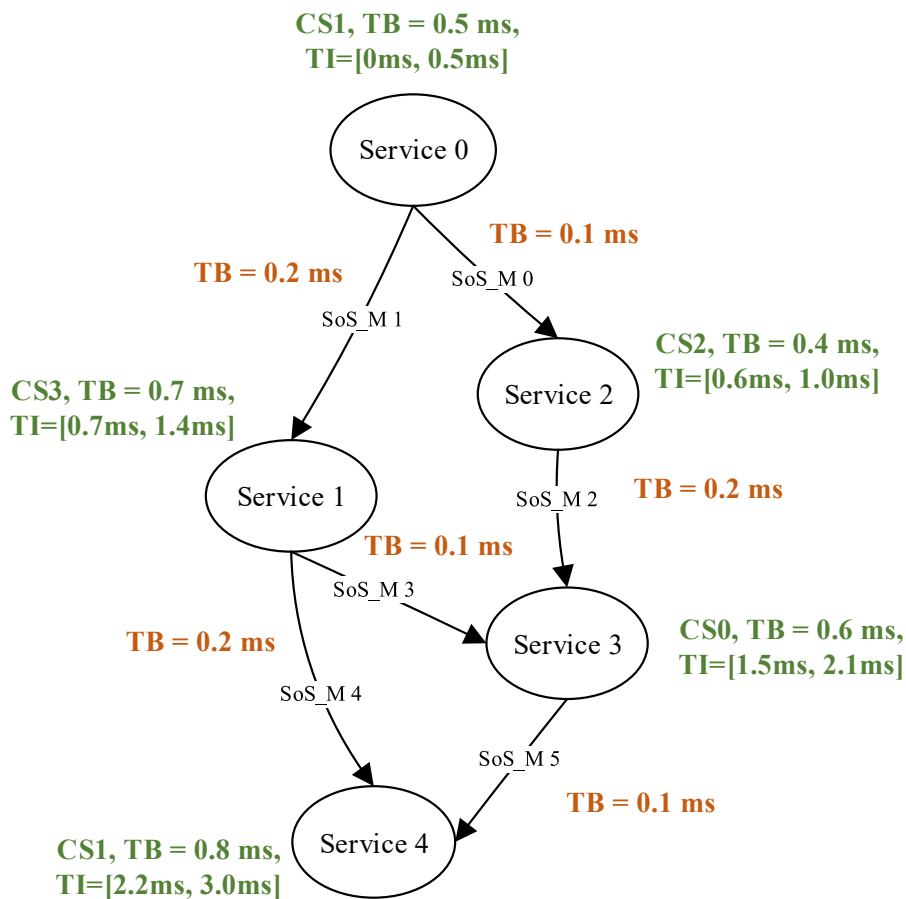 CS1, TB = 0.5 ms,
TI=[0ms, 0.5ms]
Service 0
TB = 0.1 ms
TB = 0.2 ms
SoS_M 0
SoS_M 1
CS2, TB = 0.4 ms,
TI=[0.6ms, 1.0ms]
Service 2
CS3, TB = 0.7 ms,
TI=[0.7ms, 1.4ms]
Service 1
TB = 0.2 ms
SoS_M 2
TB = 0.1 ms
SoS_M 3
TB = 0.2 ms
Service 3
CS0, TB = 0.6 ms,
TI=[1.5ms, 2.1ms]
SoS_M 4
SoS_M 5
TB = 0.1 ms
Service 4
CS1, TB = 0.8 ms,
TI=[2.2ms, 3.0ms]